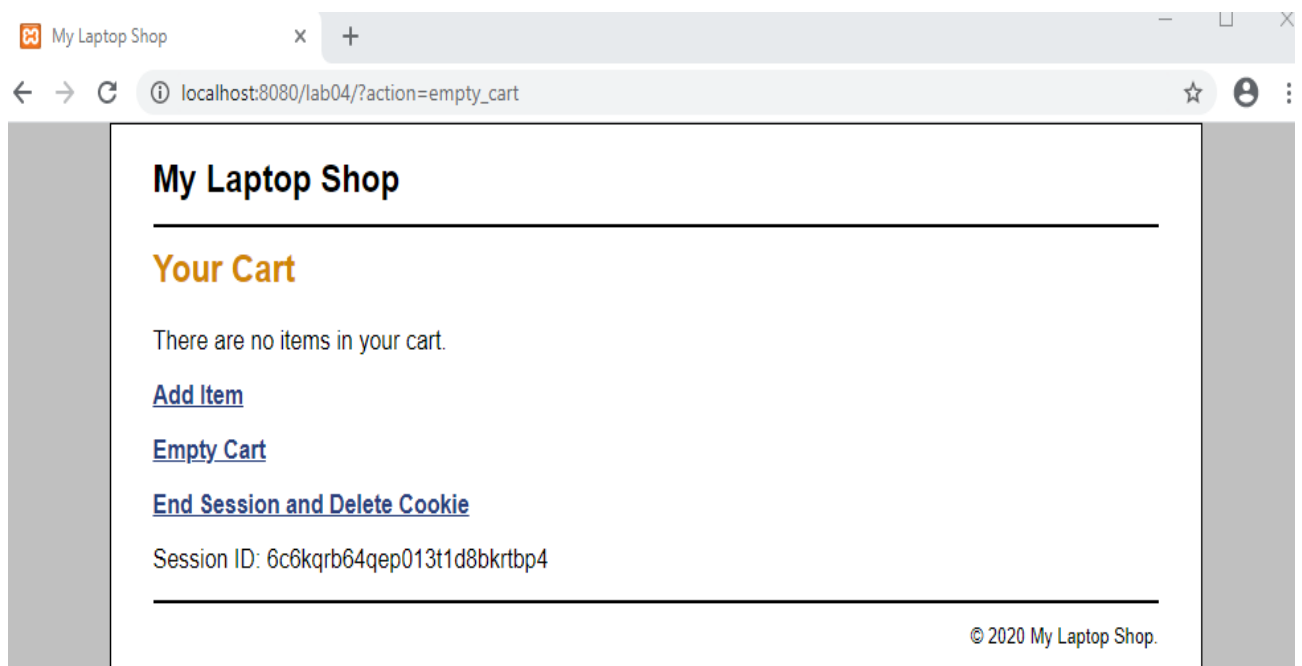 My Laptop Shop
localhost:8080/lab04/?action=empty_cart
My Laptop Shop
Your Cart
There are no items in your cart.
Add Item
Empty Cart
End Session and Delete Cookie
Session ID: 6c6kqrb64qep013t1d8bkrtbp4
© 2020 My Laptop Shop.